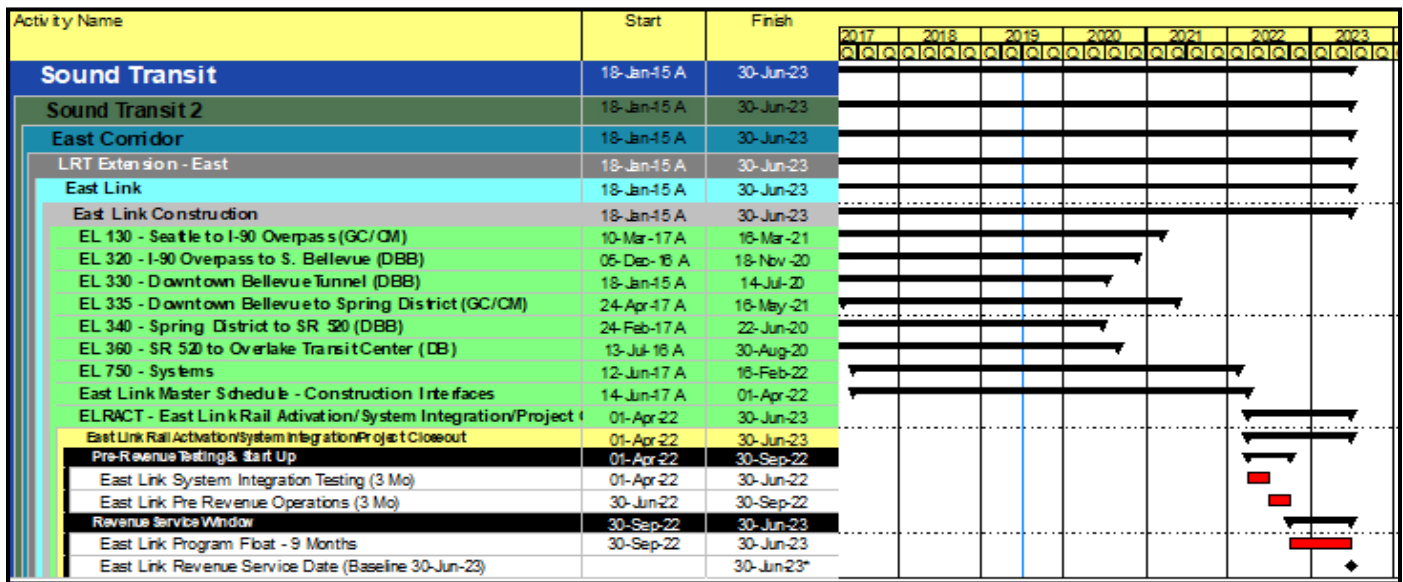 Activity Name Start Finish
2017 2018 2019 2020 2021 2022 2023
Q Q Q Q Q Q Q Q Q Q Q Q Q Q Q Q Q Q Q Q Q Q Q Q Q Q Q
Sound Transit 18-Jan-15 A 30-Jun-23
Sound Transit 2 18-Jan-15 A 30-Jun-23
East Corridor 18-Jan-15 A 30-Jun-23
LRT Extension - East 18-Jan-15 A 30-Jun-23
East Link 18-Jan-15 A 30-Jun-23
East Link Construction 18-Jan-15 A 30-Jun-23
EL 130 - Seattle to I-90 Overpass (GC/CM) 10-Mar-17 A 16-Mar-21
EL 320 - I-90 Overpass to S. Bellevue (DBB) 05-Dec-16 A 18-Nov-20
EL 330 - Downtown Bellevue Tunnel (DBB) 18-Jan-15 A 14-Jul-20
EL 335 - Downtown Bellevue to Spring District (GC/CM) 24-Apr-17 A 16-May-21
EL 340 - Spring District to SR 520 (DBB) 24-Feb-17 A 22-Jun-20
EL 360 - SR 520 to Overlake Transit Center (DB) 13-Jul-16 A 30-Aug-20
EL 750 - Systems 12-Jun-17 A 16-Feb-22
East Link Master Schedule - Construction Interfaces 14-Jun-17 A 01-Apr-22
ELRACT - East Link Rail Activation/System Integration/Project 01-Apr-22 30-Jun-23
East Link Rail Activation/System Integration/Project Closeout 01-Apr-22 30-Jun-23
Pre-Revenue Testing & Start Up 01-Apr-22 30-Sep-22
East Link System Integration Testing (3 Mo) 01-Apr-22 30-Jun-22
East Link Pre Revenue Operations (3 Mo) 30-Jun-22 30-Sep-22
Revenue Service Window 30-Sep-22 30-Jun-23
East Link Program Float - 9 Months 30-Sep-22 30-Jun-23
East Link Revenue Service Date (Baseline 30-Jun-23) 30-Jun-23*